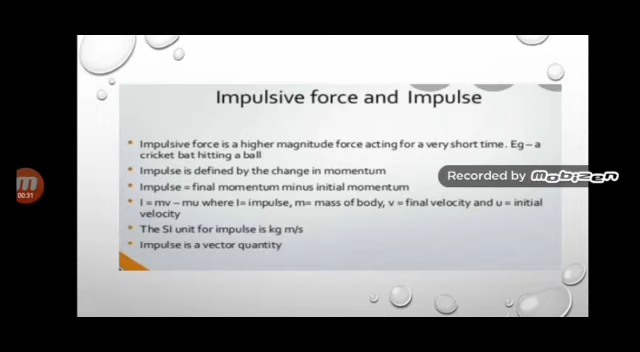 Impulsive force and Impulse
Impulsive force is a higher magnitude force acting for a very short time. Eg – a
cricket bat hitting a ball
Impulse is defined by the change in momentum
Recorded by Mobizen
Impulse = final momentum minus initial momentum
00:31
I = mv – mu where I= impulse, m= mass of body, v = final velocity and u = initial
velocity
The SI unit for impulse is kg m/s
Impulse is a vector quantity